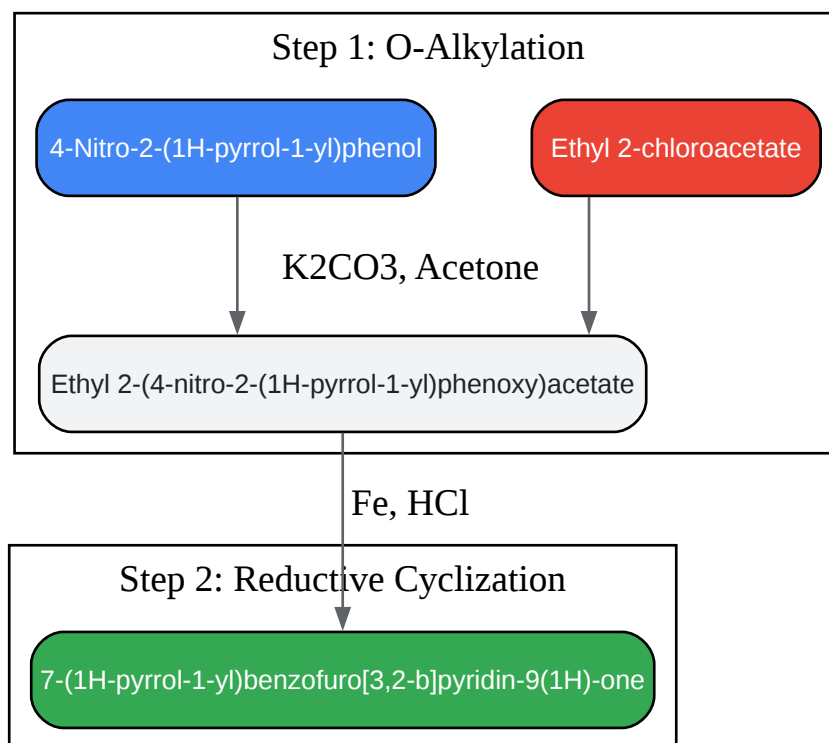 Step 1: O-Alkylation
4-Nitro-2-(1H-pyrrol-1-yl)phenol
Ethyl 2-chloroacetate
K2CO3, Acetone
Ethyl 2-(4-nitro-2-(1H-pyrrol-1-yl)phenoxy)acetate
Fe, HCl
Step 2: Reductive Cyclization
7-(1H-pyrrol-1-yl)benzofuro[3,2-b]pyridin-9(1H)-one